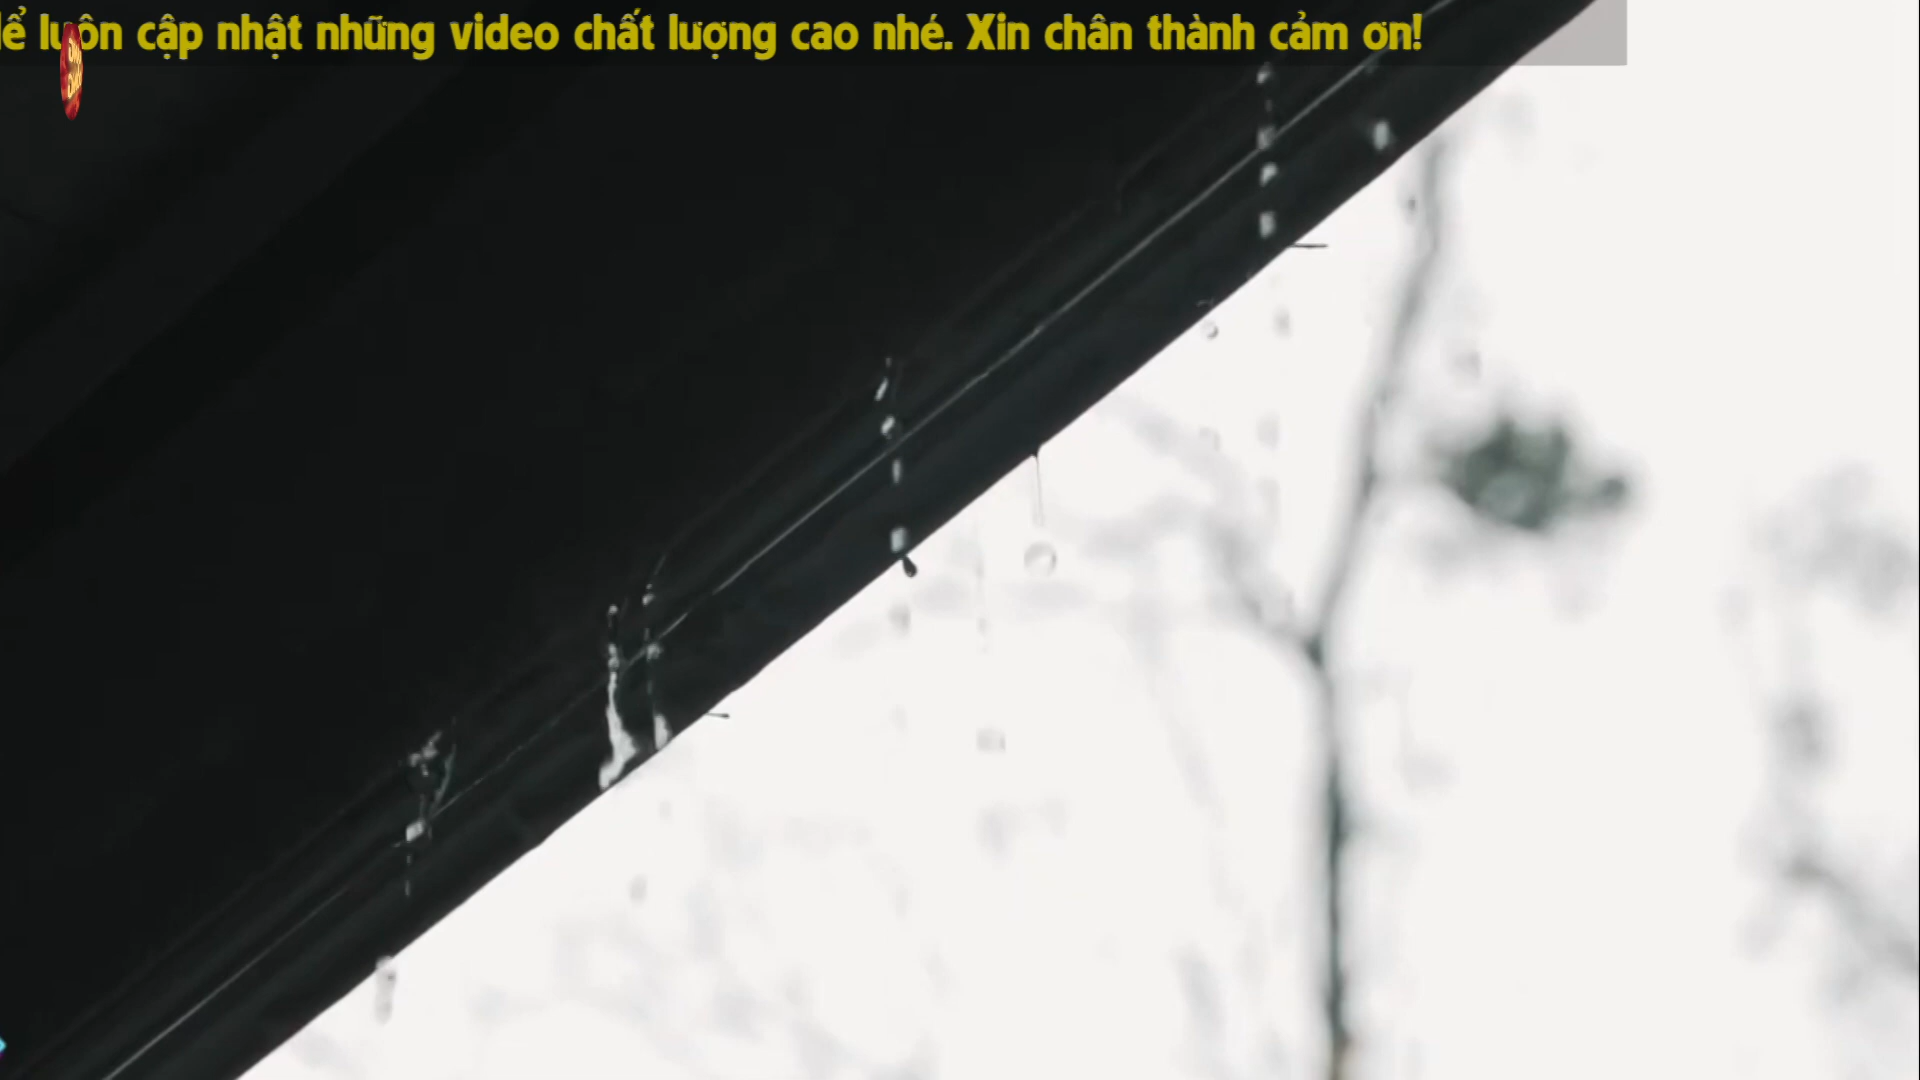 luôn cập nhật những video chất lượng cao nhé. Xin chân thành cảm ơn!